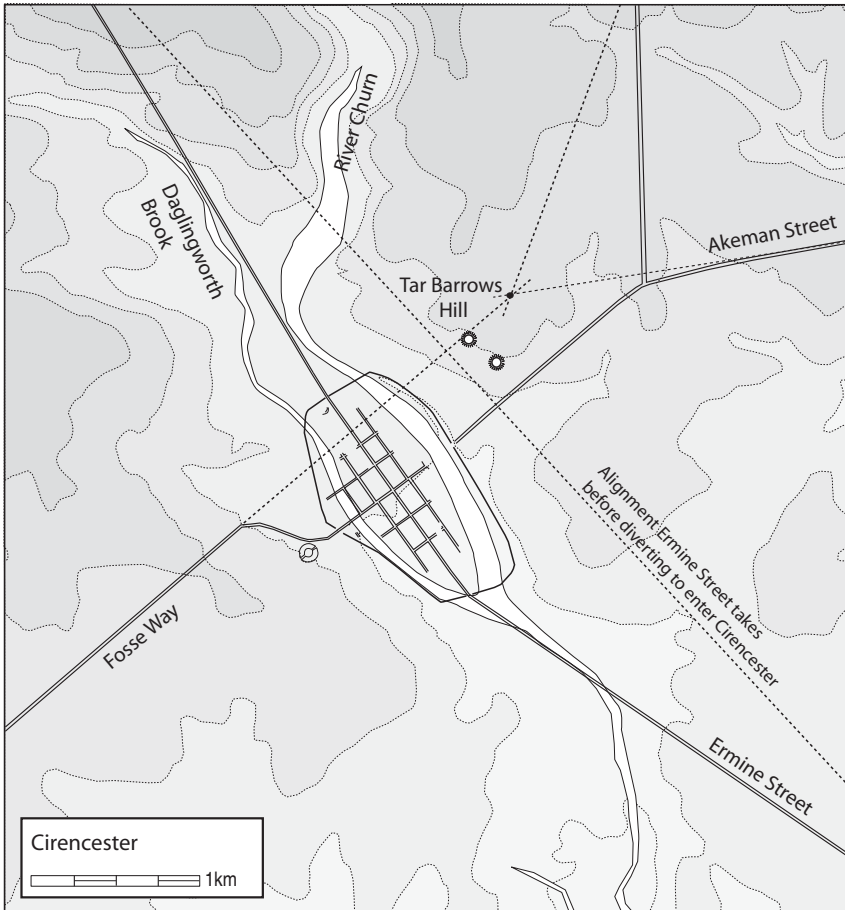 River Churn
Daglingworth
Brook
Akeman Street
Tar Barrows
Hill
Alignment Ermine Street takes
before diverting to enter Cirencester
Fosse Way
Ermine Street
Cirencester
1km